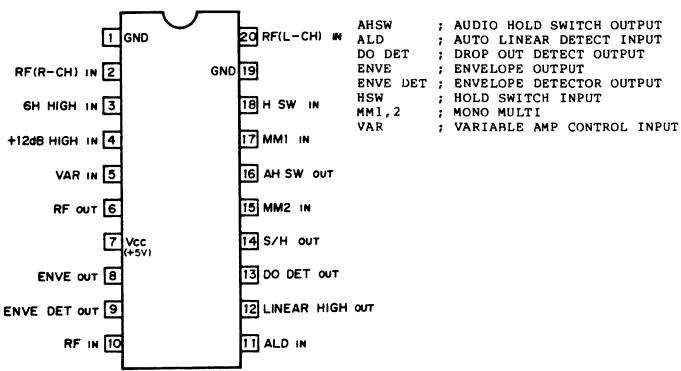 1 GND
RF(R-CH) IN 2
6H HIGH IN 3
+12dB HIGH IN 4
VAR IN 5
RF OUT 6
7 Vcc
(+5V)
ENVE OUT 8
ENVE DET OUT 9
RF IN 10
20 RF(L-CH) IN
GND 19
18 H SW IN
17 MM1 IN
16 AH SW OUT
15 MM2 IN
14 S/H OUT
13 DO DET OUT
12 LINEAR HIGH OUT
11 ALD IN
AHSW ; AUDIO HOLD SWITCH OUTPUT
ALD ; AUTO LINEAR DETECT INPUT
DO DET ; DROP OUT DETECT OUTPUT
ENVE ; ENVELOPE OUTPUT
ENVE DET ; ENVELOPE DETECTOR OUTPUT
HSW ; HOLD SWITCH INPUT
MM1,2 ; MONO MULTI
VAR ; VARIABLE AMP CONTROL INPUT